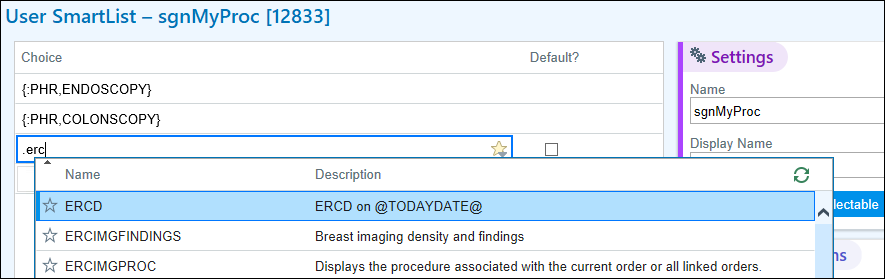 User SmartList – sgnMyProc [12833]
Choice Default?
{:PHR,ENDOSCOPY}
{:PHR,COLONSCOPY}
.erc
Name Description
ERCD ERCD on @TODAYDATE@
ERCIMGFINDINGS Breast imaging density and findings
ERCIMGPROC Displays the procedure associated with the current order or all linked orders.
Settings
Name
sgnMyProc
Display Name
lectable
ns